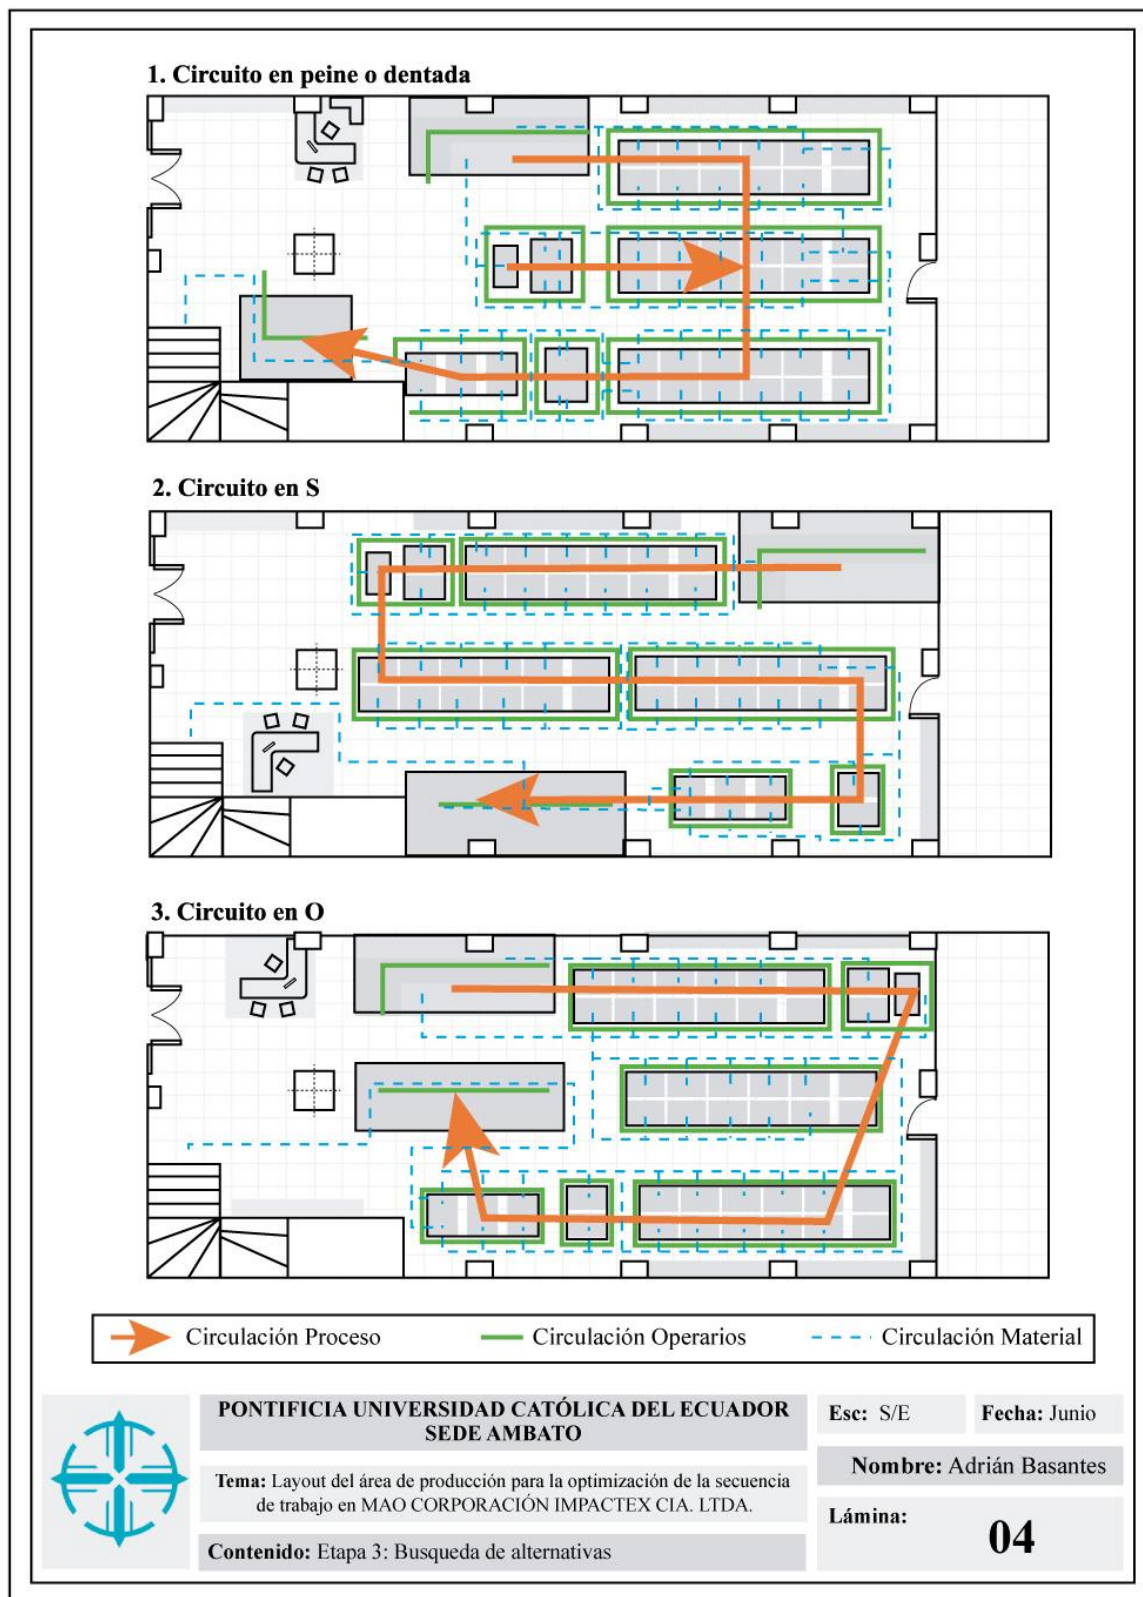 1. Circuito en peine o dentada
2. Circuito en S
3. Circuito en O
Circulación Proceso
Circulación Operarios
Circulación Material
PONTIFICIA UNIVERSIDAD CATÓLICA DEL ECUADOR
SEDE AMBATO
Tema: Layout del área de producción para la optimización de la secuencia
de trabajo en MAO CORPORACIÓN IMPACTEX CIA. LTDA.
Contenido: Etapa 3: Busqueda de alternativas
Esc: S/E
Fecha: Junio
Nombre: Adrián Basantes
Lámina:
04